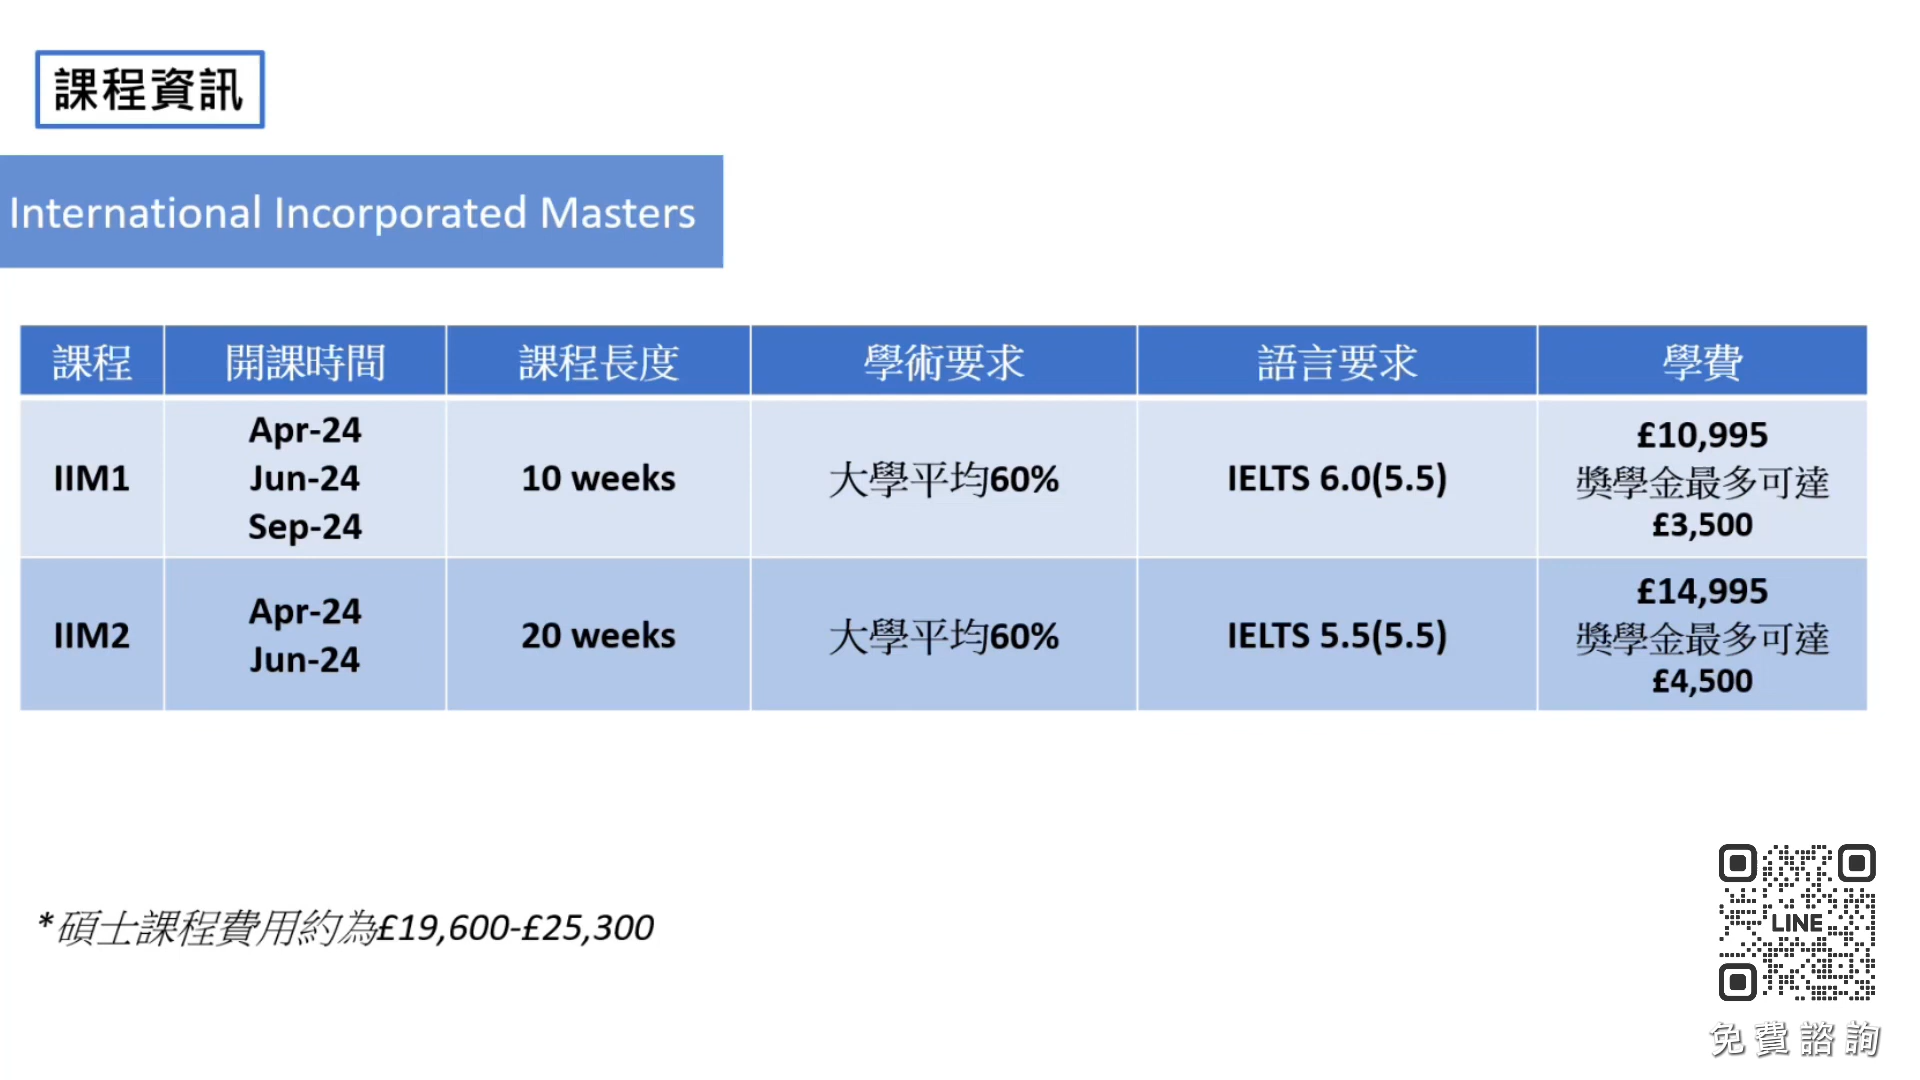 課程資訊
International Incorporated Masters
課程 開課時間 課程長度 學術要求 語言要求 學費
IIM1
Apr-24
Jun-24
Sep-24
10 weeks
大學平均60%
IELTS 6.0(5.5)
£10,995
獎學金最多可達
£3,500
IIM2
Apr-24
Jun-24
20 weeks
大學平均60%
IELTS 5.5(5.5)
£14,995
獎學金最多可達
£4,500
*碩士課程費用約為£19,600-£25,300
LINE
免費諮詢